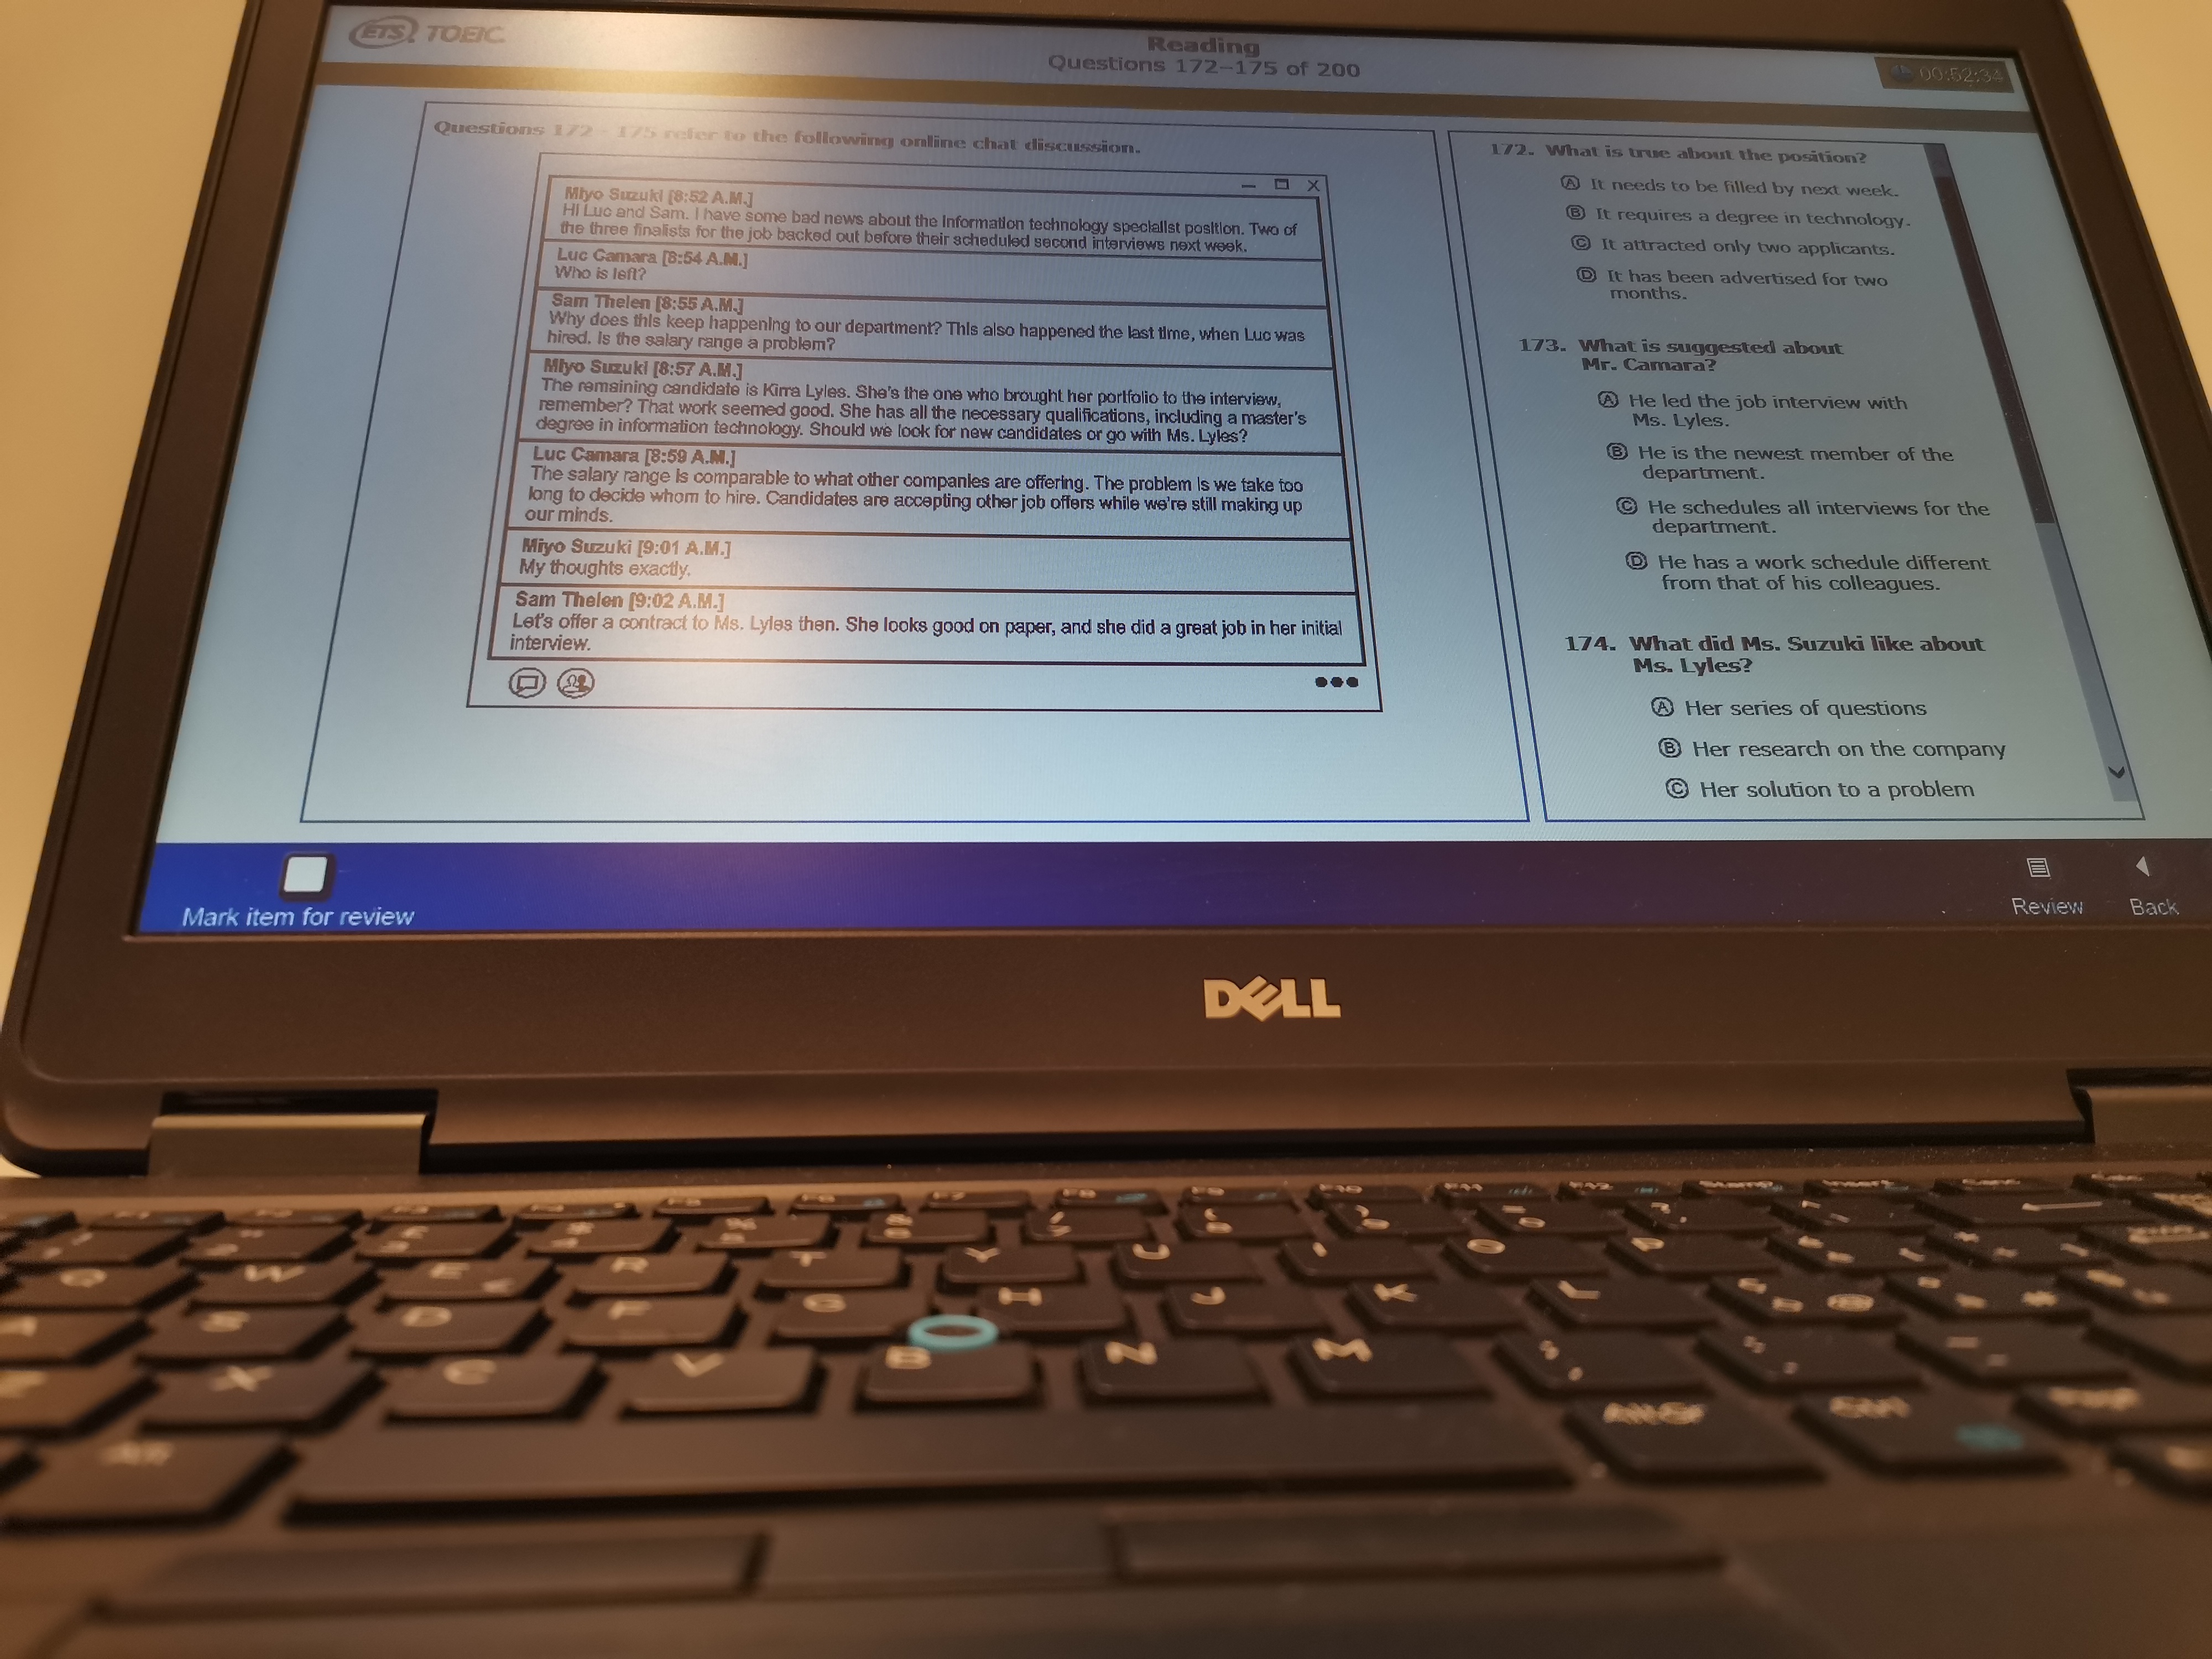 ETS TOEIC
Reading
Questions 172–175 of 200
00:52:34
Questions 172 - 175 refer to the following online chat discussion.
Miyo Suzuki [8:52 A.M.]
Hi Luc and Sam. I have some bad news about the information technology specialist position. Two of
the three finalists for the job backed out before their scheduled second interviews next week.
Luc Camara [8:54 A.M.]
Who is left?
Sam Thelen [8:55 A.M.]
Why does this keep happening to our department? This also happened the last time, when Luc was
hired. Is the salary range a problem?
Miyo Suzuki [8:57 A.M.]
The remaining candidate is Kirra Lyles. She's the one who brought her portfolio to the interview,
remember? That work seemed good. She has all the necessary qualifications, including a master's
degree in information technology. Should we look for new candidates or go with Ms. Lyles?
Luc Camara [8:59 A.M.]
The salary range is comparable to what other companies are offering. The problem is we take too
long to decide whom to hire. Candidates are accepting other job offers while we're still making up
our minds.
Miyo Suzuki [9:01 A.M.]
My thoughts exactly.
Sam Thelen [9:02 A.M.]
Let's offer a contract to Ms. Lyles then. She looks good on paper, and she did a great job in her initial
interview.
172. What is true about the position?
A It needs to be filled by next week.
B It requires a degree in technology.
C It attracted only two applicants.
D It has been advertised for two
months.
173. What is suggested about
Mr. Camara?
A He led the job interview with
Ms. Lyles.
B He is the newest member of the
department.
C He schedules all interviews for the
department.
D He has a work schedule different
from that of his colleagues.
174. What did Ms. Suzuki like about
Ms. Lyles?
A Her series of questions
B Her research on the company
C Her solution to a problem
Mark item for review
Review
Back
DELL
Q W E R T Y U I O P
S D F G H J K L
X C V B N M
Alt
Alt Gr